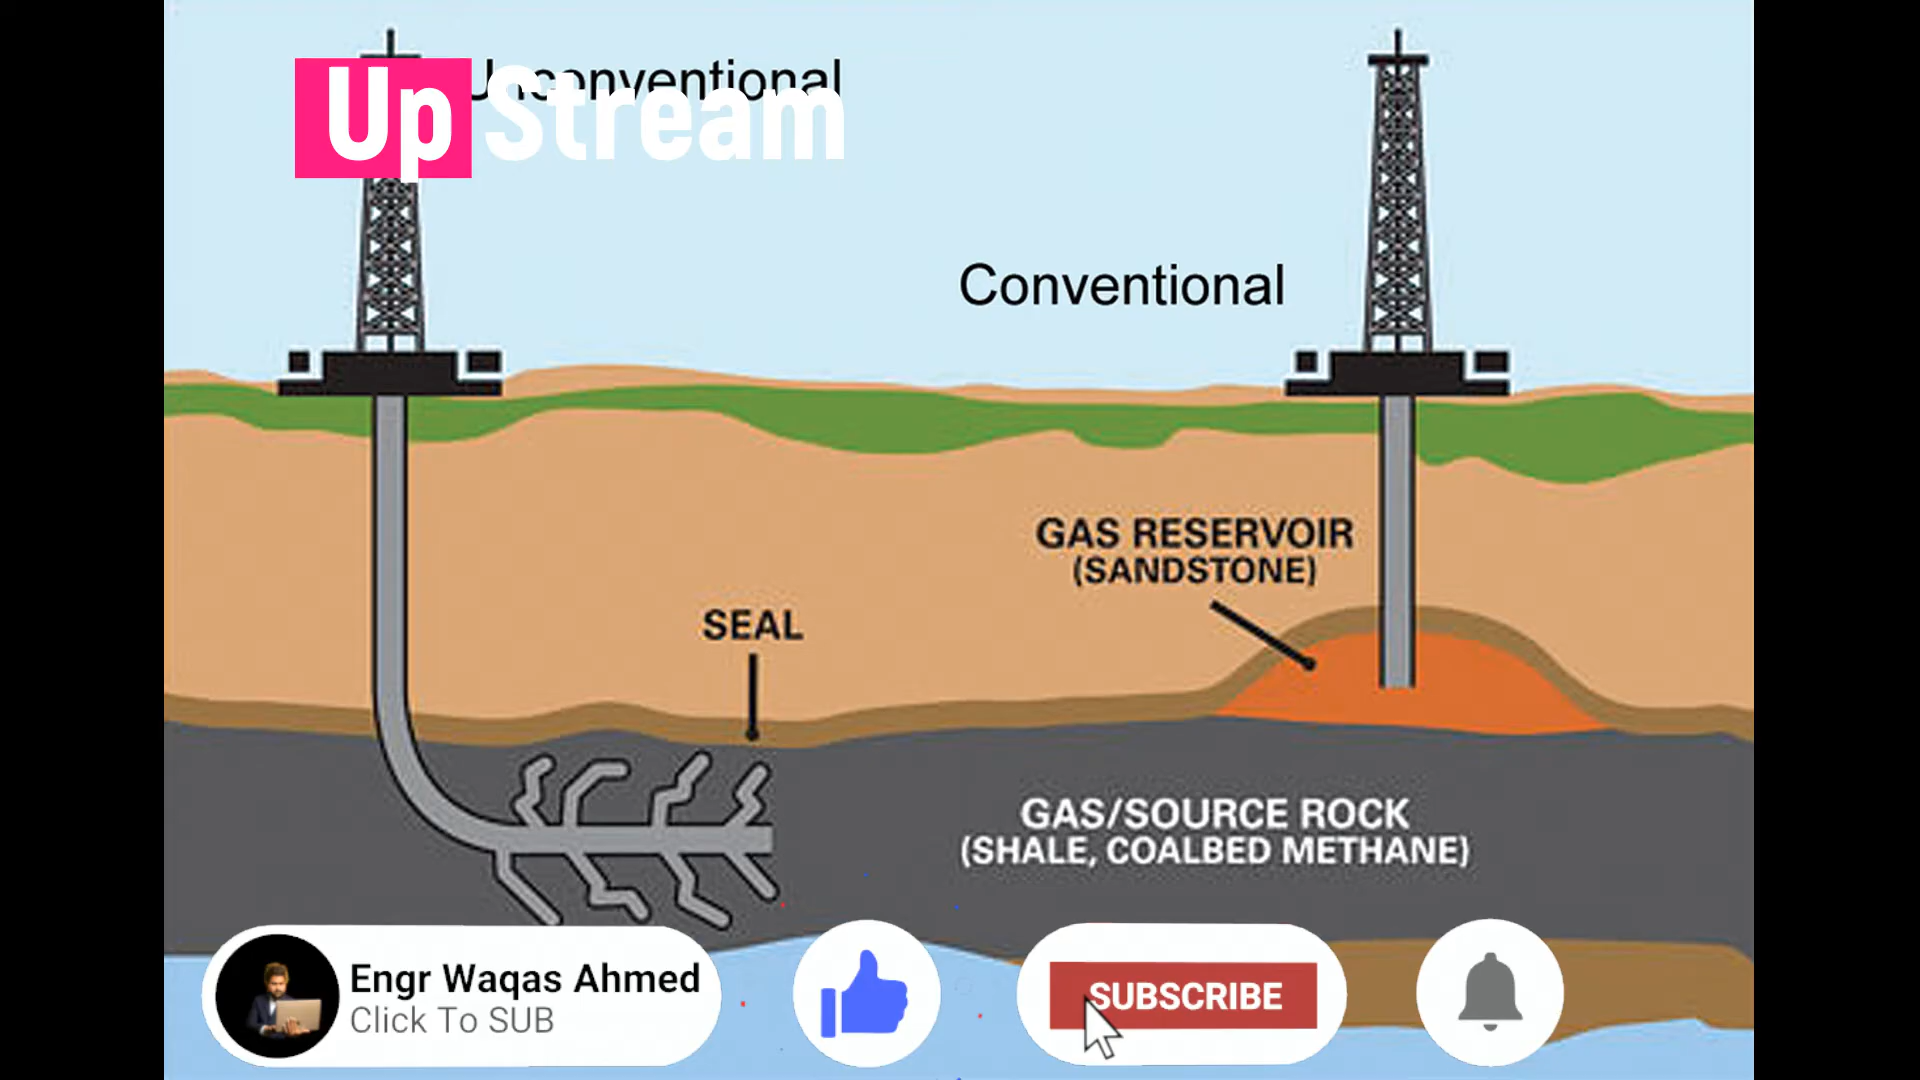 Unconventional
Up Stream
Conventional
GAS RESERVOIR
(SANDSTONE)
SEAL
GAS/SOURCE ROCK
(SHALE, COALBED METHANE)
Engr Waqas Ahmed
Click To SUB
SUBSCRIBE